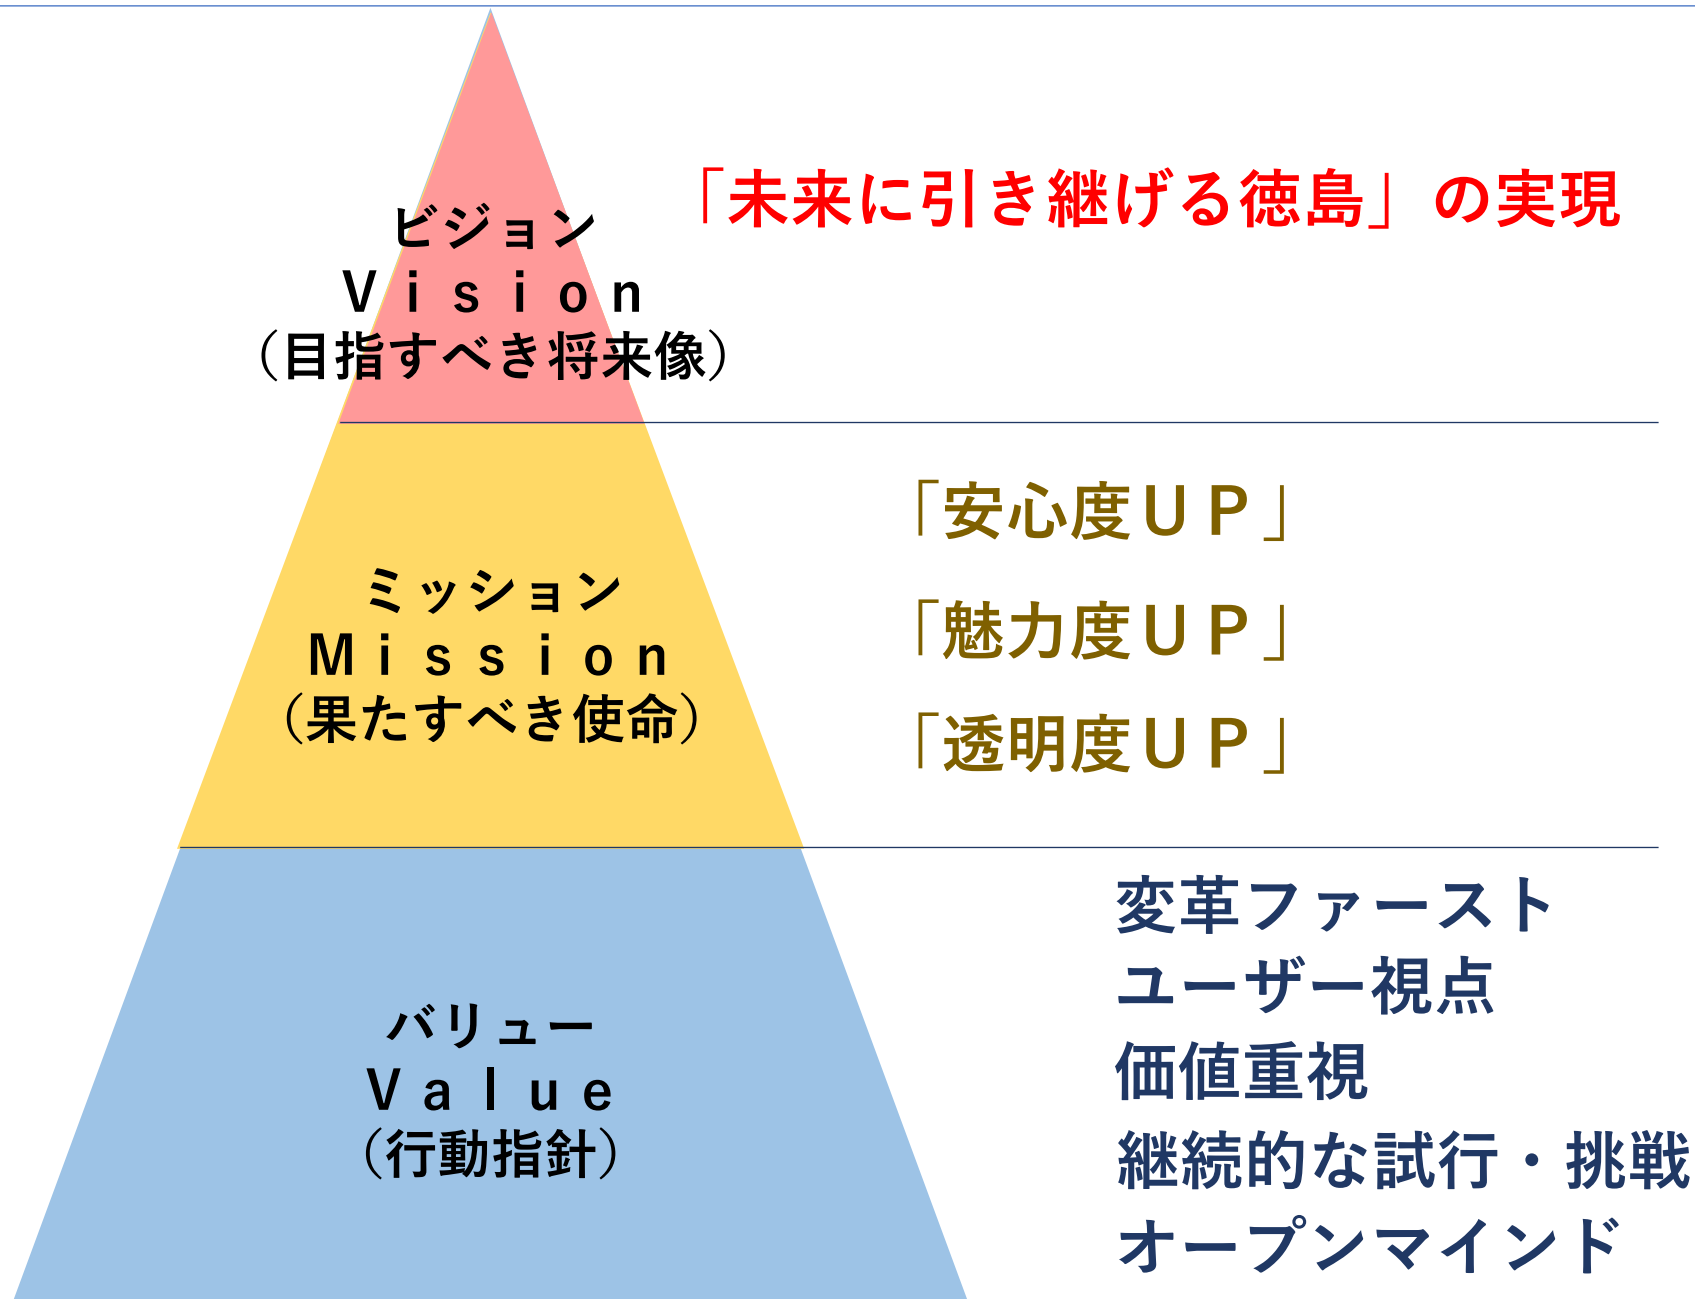 「未来に引き継げる徳島」の実現
ビジョン
Ｖｉｓｉｏｎ
（目指すべき将来像）
「安心度ＵＰ」
「魅力度ＵＰ」
「透明度ＵＰ」
ミッション
Ｍｉｓｓｉｏｎ
（果たすべき使命）
変革ファースト
ユーザー視点
価値重視
継続的な試行・挑戦
オープンマインド
バリュー
Ｖａｌｕｅ
（行動指針）